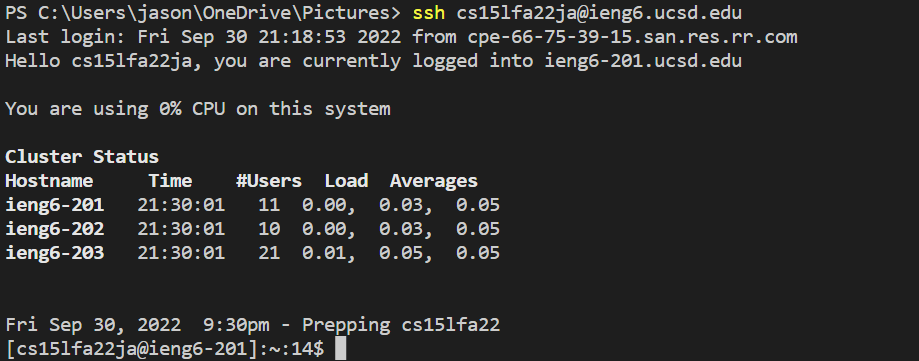 PS C:\Users\jason\OneDrive\Pictures> ssh cs15lfa22ja@ieng6.ucsd.edu
Last login: Fri Sep 30 21:18:53 2022 from cpe-66-75-39-15.san.res.rr.com
Hello cs15lfa22ja, you are currently logged into ieng6-201.ucsd.edu
You are using 0% CPU on this system
Cluster Status
Hostname     Time    #Users  Load  Averages
ieng6-201   21:30:01   11  0.00,  0.03,  0.05
ieng6-202   21:30:01   10  0.00,  0.03,  0.05
ieng6-203   21:30:01   21  0.01,  0.05,  0.05
Fri Sep 30, 2022  9:30pm - Prepping cs15lfa22
[cs15lfa22ja@ieng6-201]:~:14$